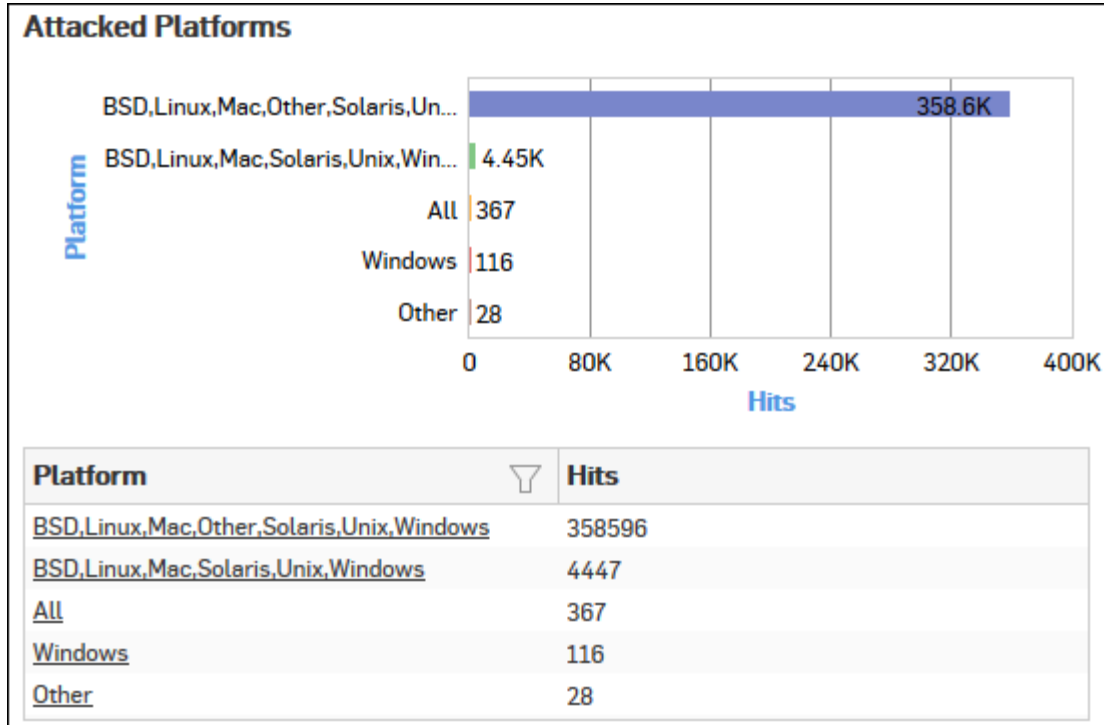 Attacked Platforms
BSD,Linux,Mac,Other,Solaris,Un... 358.6K
BSD,Linux,Mac,Solaris,Unix,Win... 4.45K
All 367
Windows 116
Other 28
Platform
0 80K 160K 240K 320K 400K
Hits
Platform Hits
BSD,Linux,Mac,Other,Solaris,Unix,Windows 358596
BSD,Linux,Mac,Solaris,Unix,Windows 4447
All 367
Windows 116
Other 28